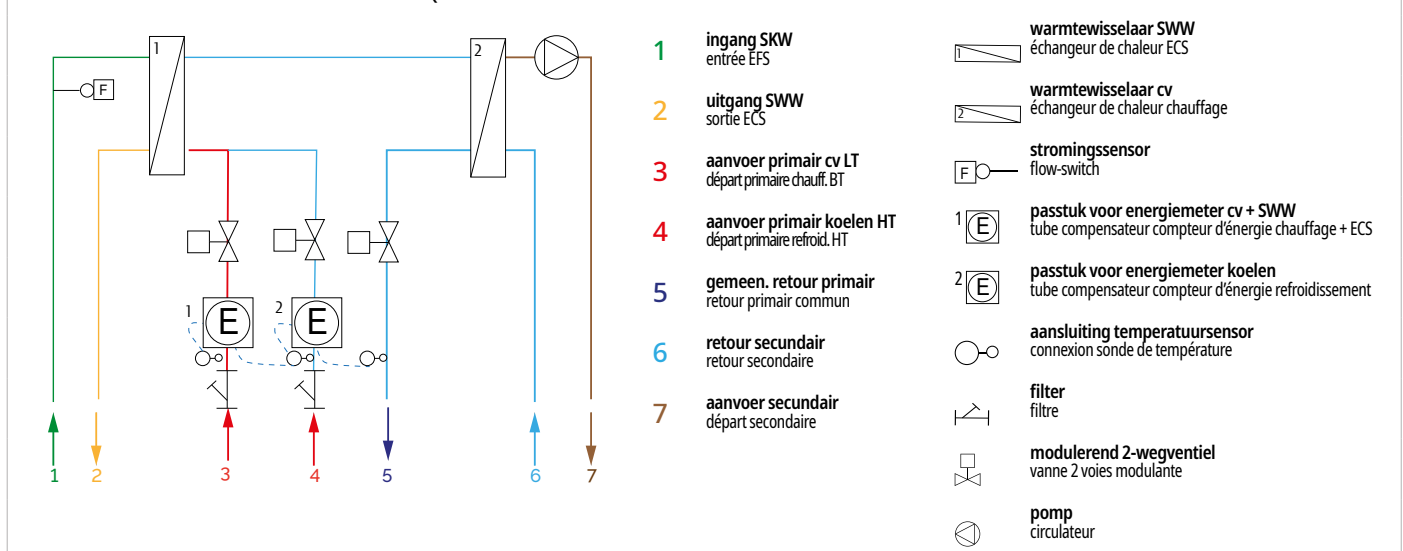 1
2
F
1
E
2
E
1
2
3
4
5
6
7
1
ingang SKW
entrée EFS
2
uitgang SWW
sortie ECS
3
aanvoer primair cv LT
départ primaire chauff. BT
4
aanvoer primair koelen HT
départ primaire refroid. HT
5
gemeen. retour primair
retour primair commun
6
retour secundair
retour secondaire
7
aanvoer secundair
départ secondaire
1
warmtewisselaar SWW
échangeur de chaleur ECS
2
warmtewisselaar cv
échangeur de chaleur chauffage
F
stromingssensor
flow-switch
1
E
passtuk voor energiemeter cv + SWW
tube compensateur compteur d'énergie chauffage + ECS
2
E
passtuk voor energiemeter koelen
tube compensateur compteur d'énergie refroidissement
aansluiting temperatuursensor
connexion sonde de température
filter
filtre
modulerend 2-wegventiel
vanne 2 voies modulante
pomp
circulateur